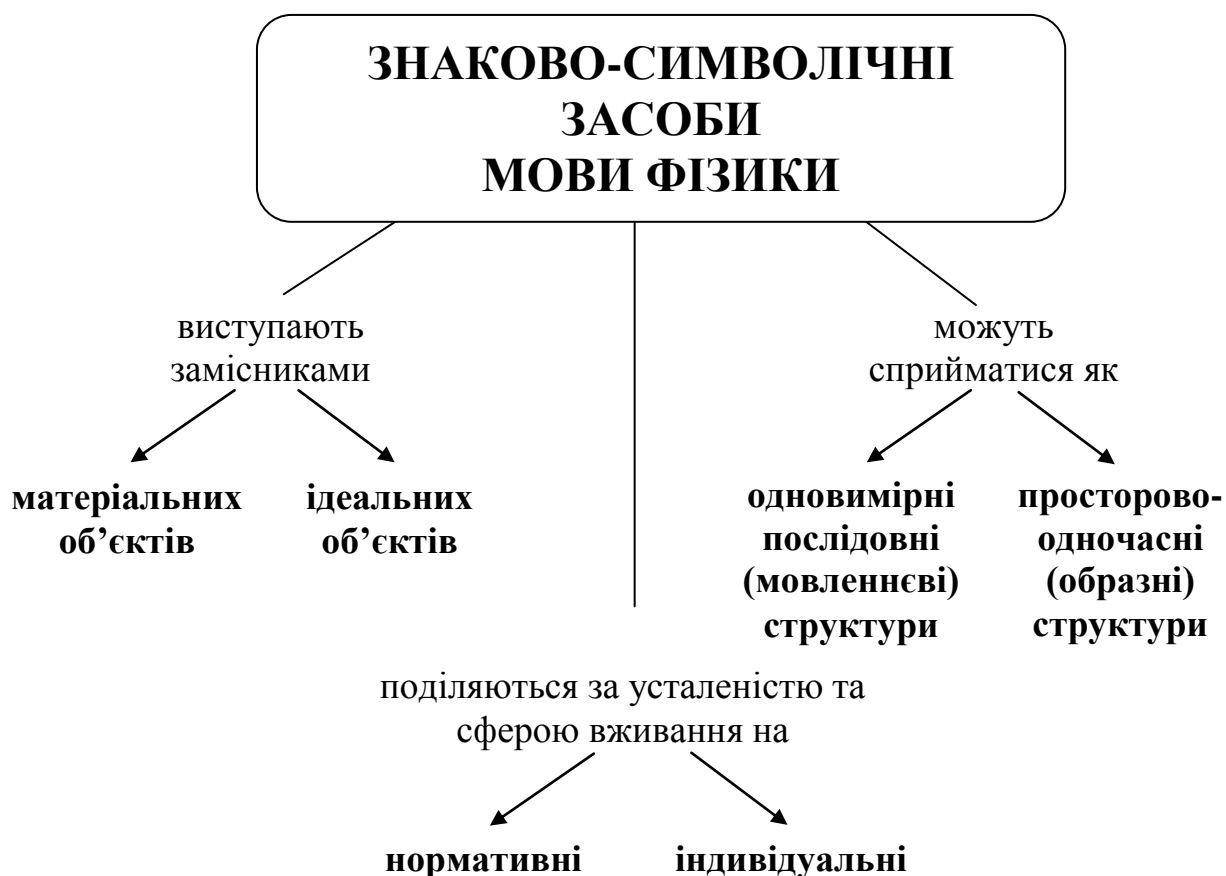 ЗНАКОВО-СИМВОЛІЧНІ
ЗАСОБИ
МОВИ ФІЗИКИ
виступають
замісниками
матеріальних
об’єктів
ідеальних
об’єктів
можуть
сприйматися як
одновимірні
послідовні
(мовленнєві)
структури
просторово-
одночасні
(образні)
структури
поділяються за усталеністю та
сферою вживання на
нормативні
індивідуальні